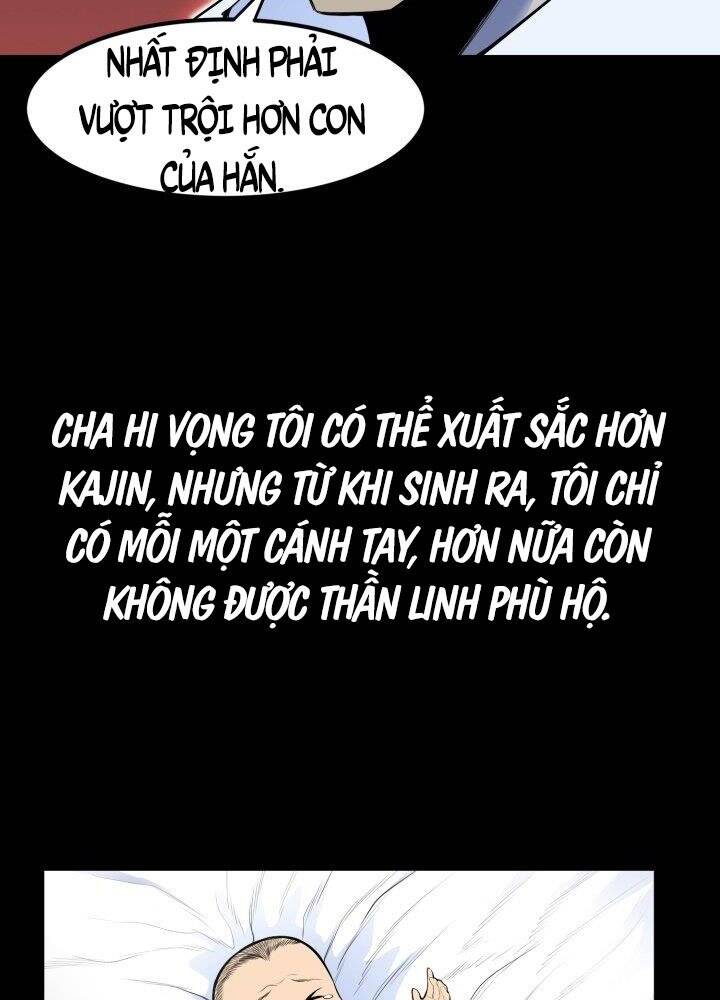 NHẤT ĐỊNH PHẢI
VƯỢT TRỘI HƠN CON
CỦA HẮN.
CHA HI VỌNG TÔI CÓ THỂ XUẤT SẮC HƠN
KAJIN, NHƯNG TỪ KHI SINH RA, TÔI CHỈ
CÓ MỖI MỘT CÁNH TAY, HƠN NỮA CÒN
KHÔNG ĐƯỢC THẦN LINH PHÙ HỘ.